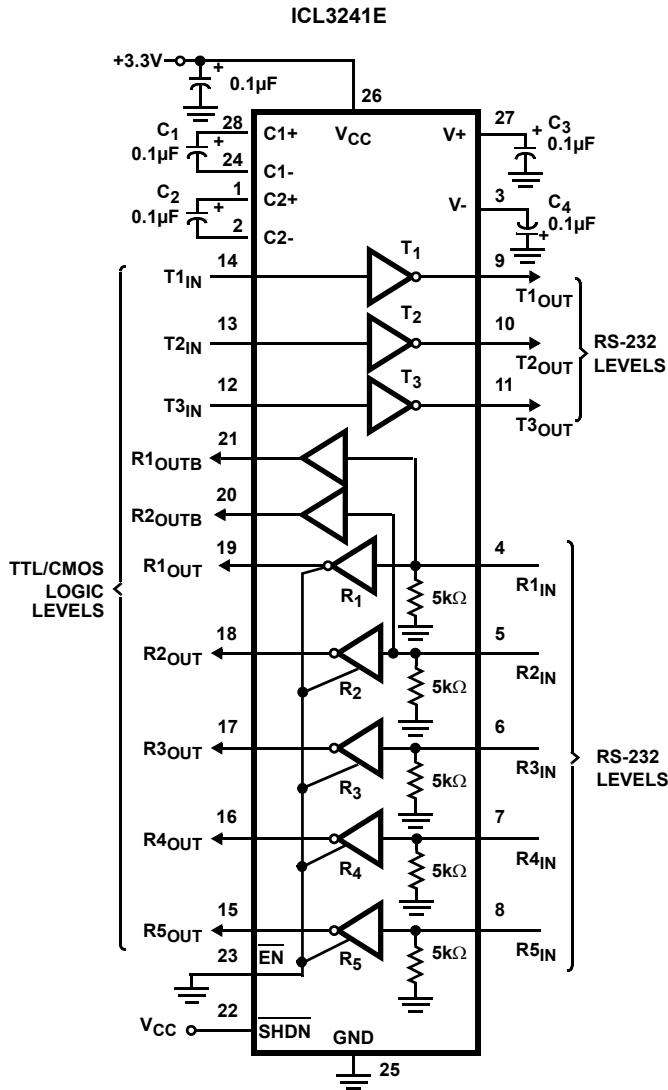 ICL3241E
+3.3V
+
0.1µF
26
C1
0.1µF
+
28
C1+
VCC
V+
27
+
C3
0.1µF
24
C1-
C2
0.1µF
+
1
C2+
V-
3
C4
0.1µF
+
2
C2-
T1IN
14
T1
9
T1OUT
T2IN
13
T2
10
T2OUT
RS-232
LEVELS
T3IN
12
T3
11
T3OUT
R1OUTB
21
R2OUTB
20
TTL/CMOS
LOGIC
LEVELS
R1OUT
19
R1
5kΩ
4
R1IN
R2OUT
18
R2
5kΩ
5
R2IN
R3OUT
17
R3
5kΩ
6
R3IN
RS-232
LEVELS
R4OUT
16
R4
5kΩ
7
R4IN
R5OUT
15
R5
5kΩ
8
R5IN
23
EN
VCC
22
SHDN
GND
25